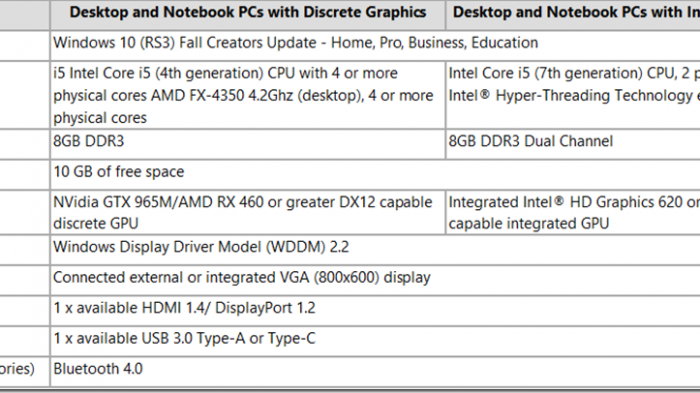 Desktop and Notebook PCs with Discrete Graphics
Desktop and Notebook PCs with In
Windows 10 (RS3) Fall Creators Update - Home, Pro, Business, Education
i5 Intel Core i5 (4th generation) CPU with 4 or more
physical cores AMD FX-4350 4.2Ghz (desktop), 4 or more
physical cores
Intel Core i5 (7th generation) CPU, 2 p
Intel® Hyper-Threading Technology e
8GB DDR3
8GB DDR3 Dual Channel
10 GB of free space
NVidia GTX 965M/AMD RX 460 or greater DX12 capable
discrete GPU
Integrated Intel® HD Graphics 620 or
capable integrated GPU
Windows Display Driver Model (WDDM) 2.2
Connected external or integrated VGA (800x600) display
1 x available HDMI 1.4/ DisplayPort 1.2
1 x available USB 3.0 Type-A or Type-C
ories)
Bluetooth 4.0